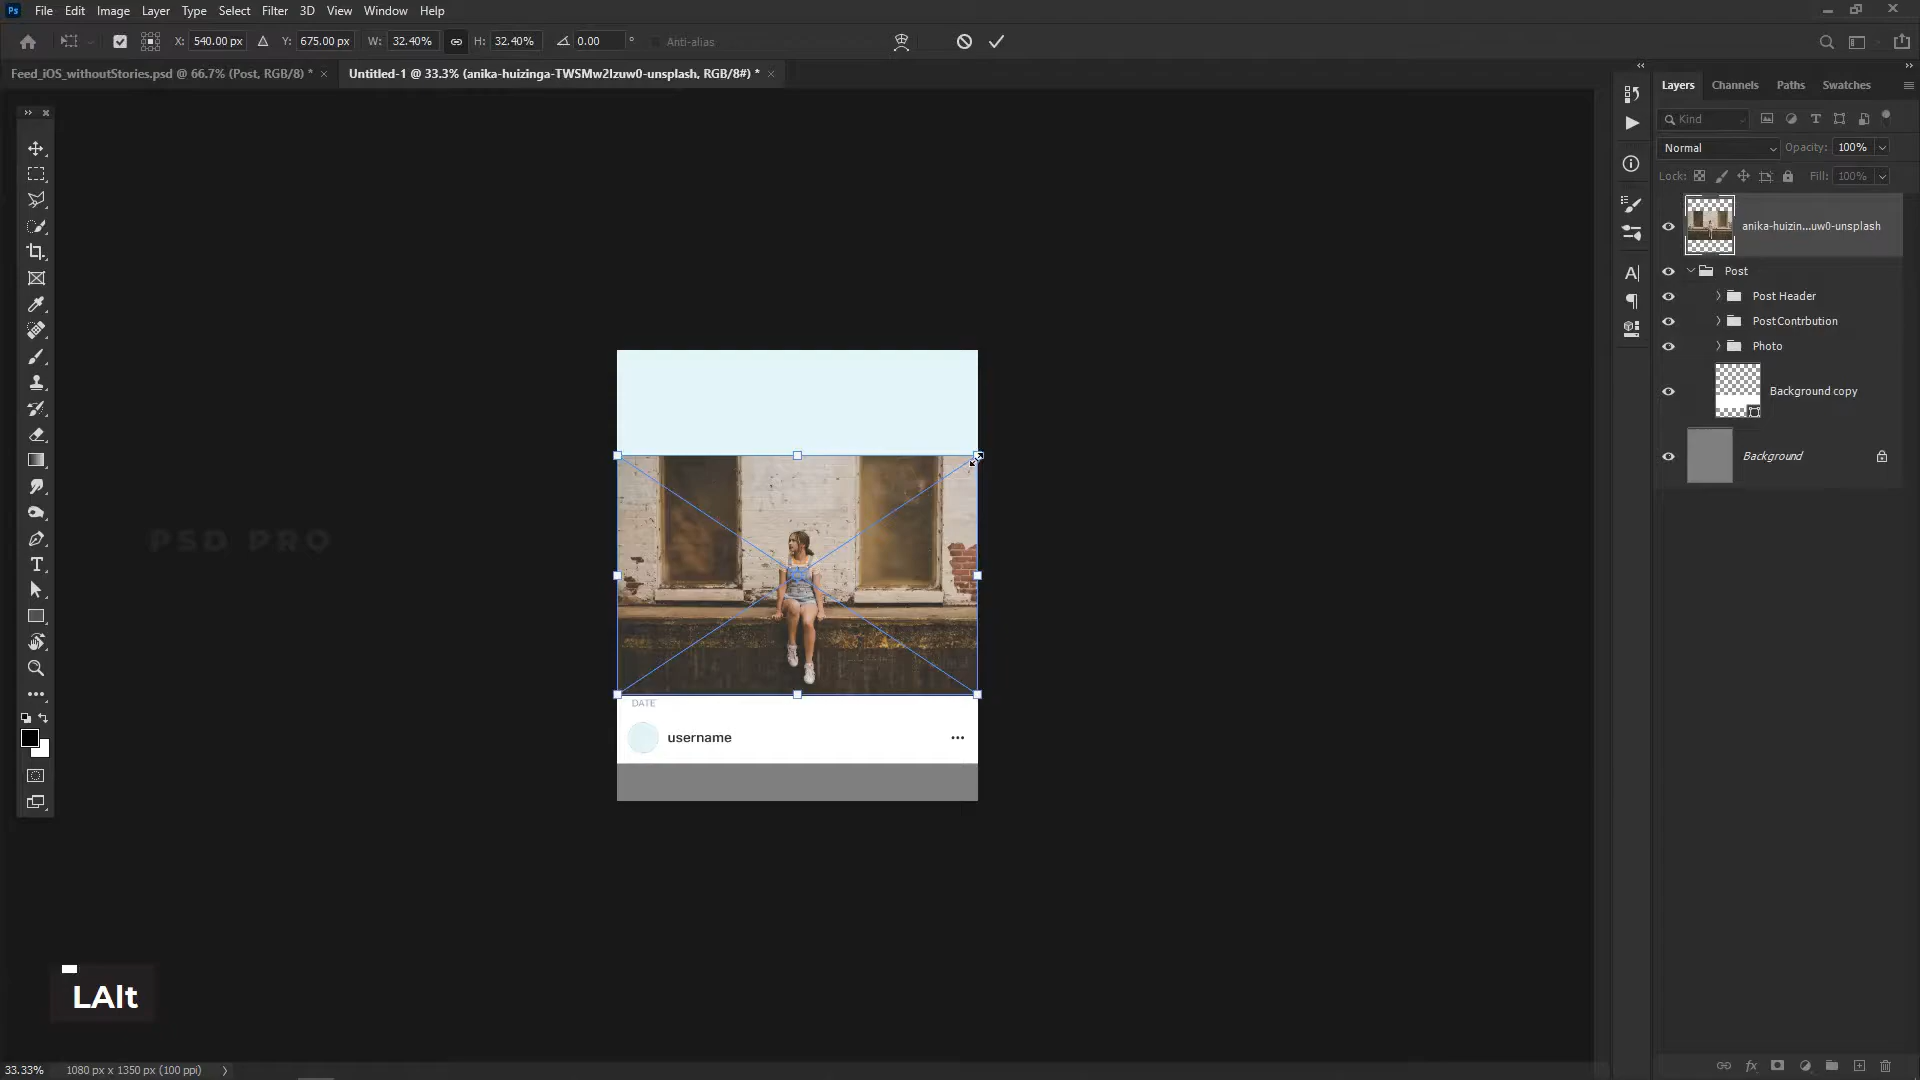 Ps File Edit Image Layer Type Select Filter 3D View Window Help
X: 540.00 px Y: 675.00 px W: 32.40% H: 32.40% 0.00 ° Anti-alias
Feed_iOS_withoutStories.psd @ 66.7% (Post, RGB/8) * × Untitled-1 @ 33.3% (anika-huizinga-TWSMw2Izuw0-unsplash, RGB/8#) * ×
Layers Channels Paths Swatches
Kind
Normal Opacity: 100%
Lock: Fill: 100%
anika-huizin...uw0-unsplash
Post
Post Header
PostContrbution
Photo
Background copy
Background
PSD PRO
DATE
username
LAlt
33.33% 1080 px x 1350 px (100 ppi)